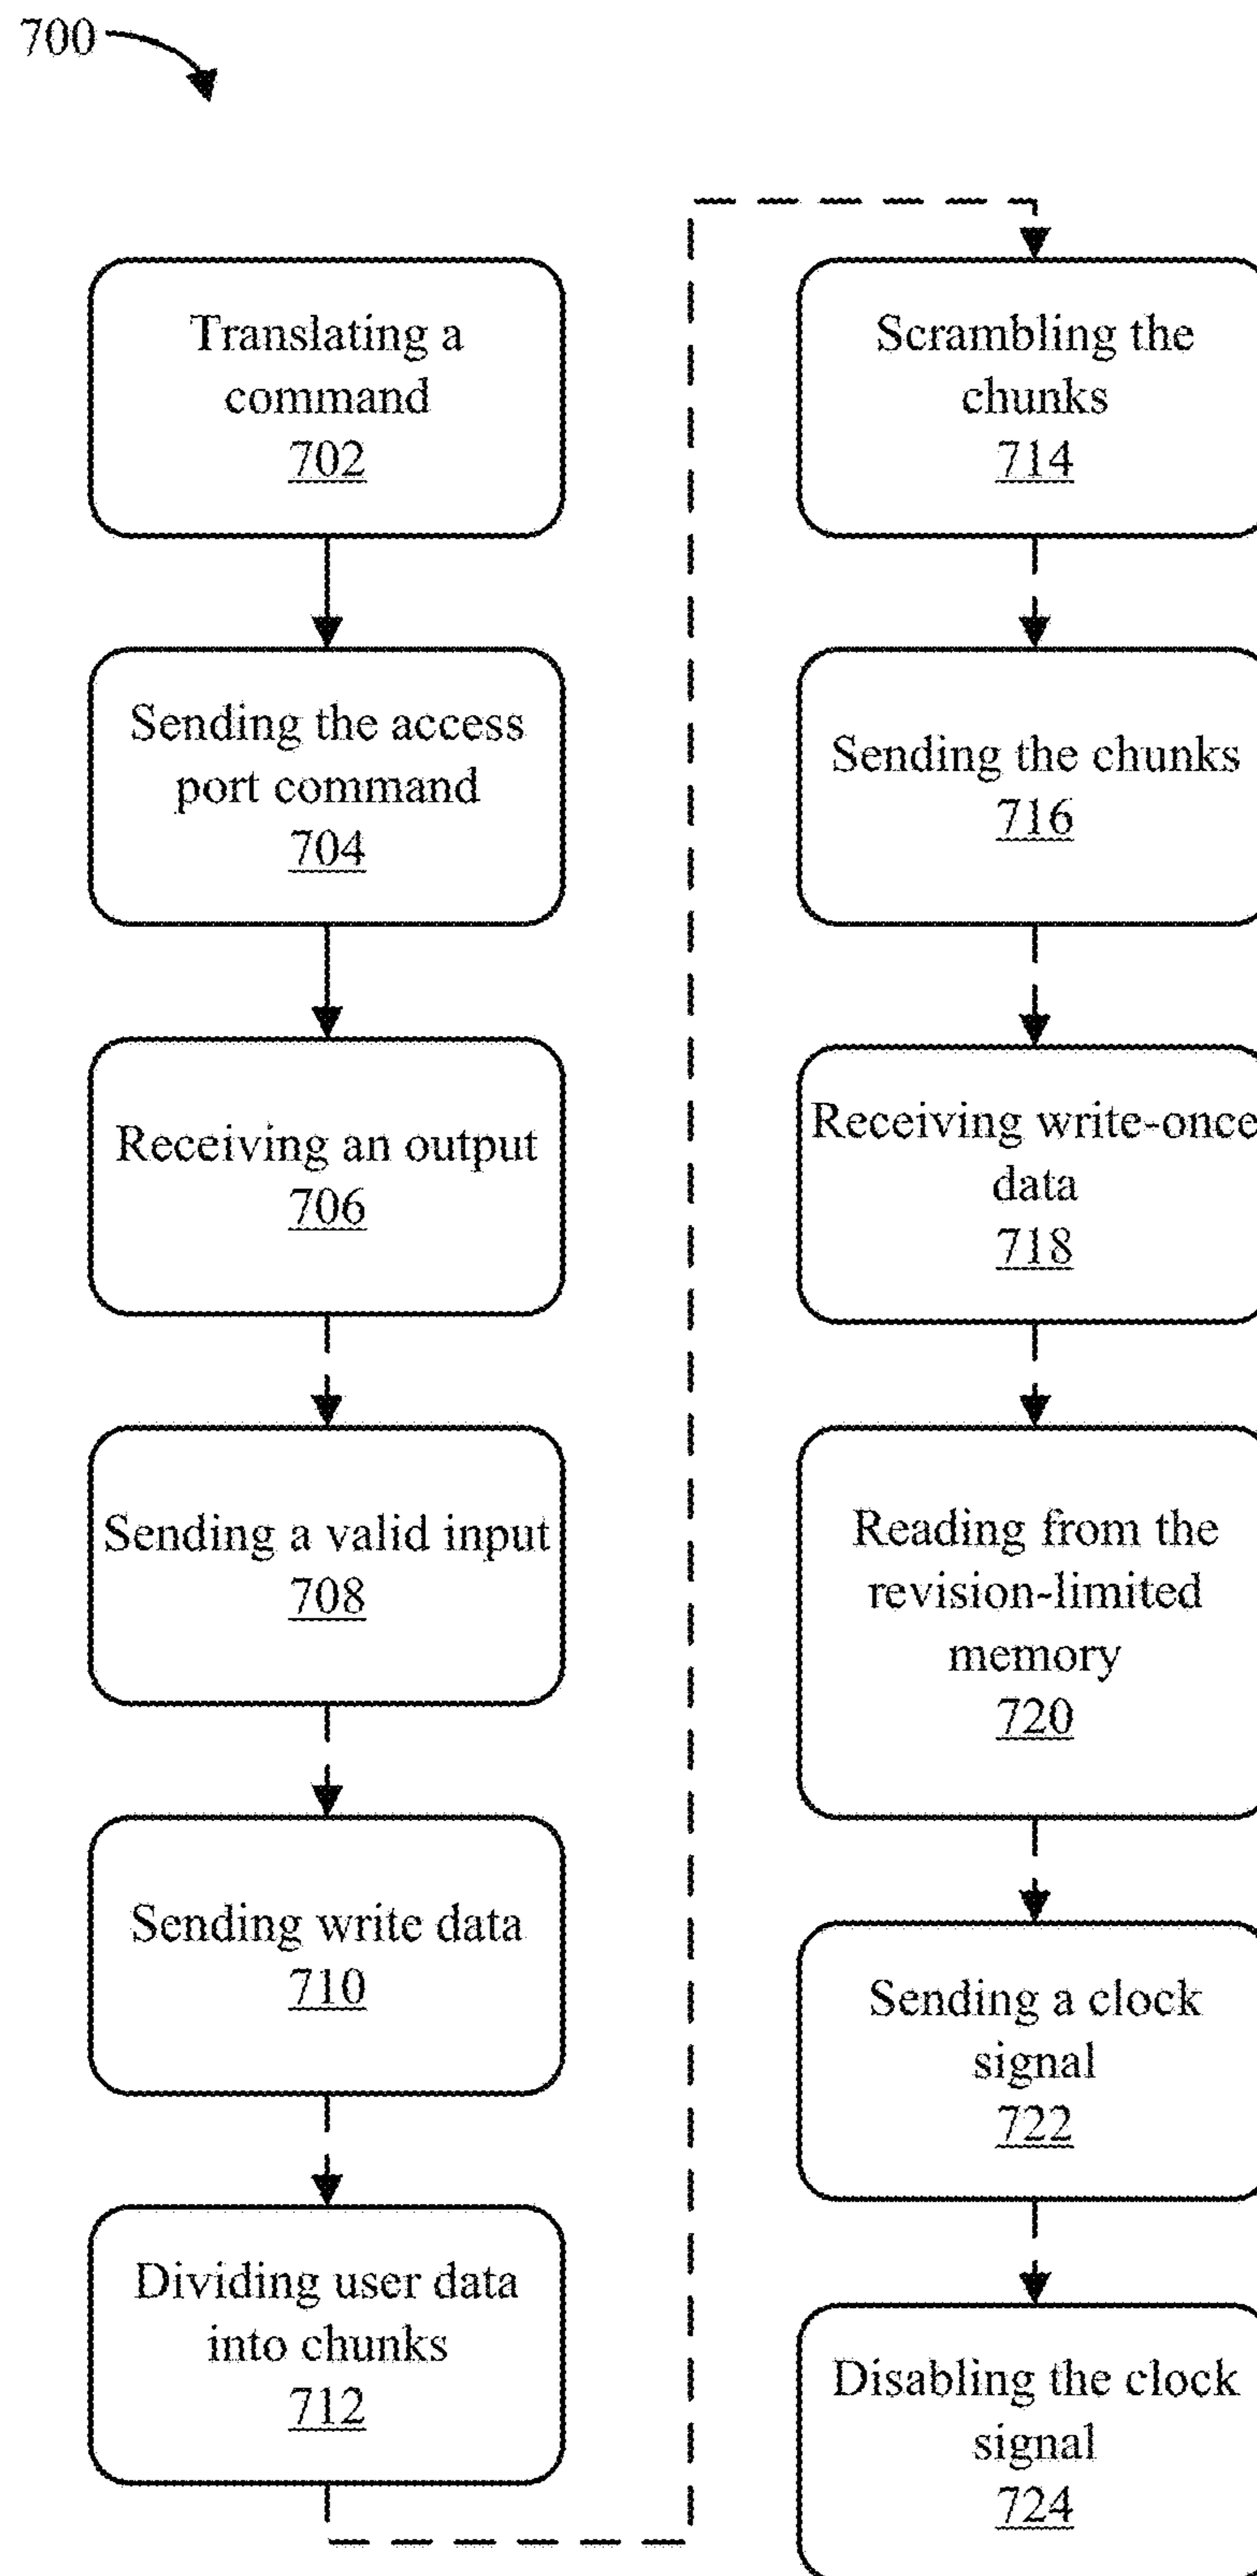 700
Translating a
command
702
Sending the access
port command
704
Receiving an output
706
Sending a valid input
708
Sending write data
710
Dividing user data
into chunks
712
Scrambling the
chunks
714
Sending the chunks
716
Receiving write-once
data
718
Reading from the
revision-limited
memory
720
Sending a clock
signal
722
Disabling the clock
signal
724